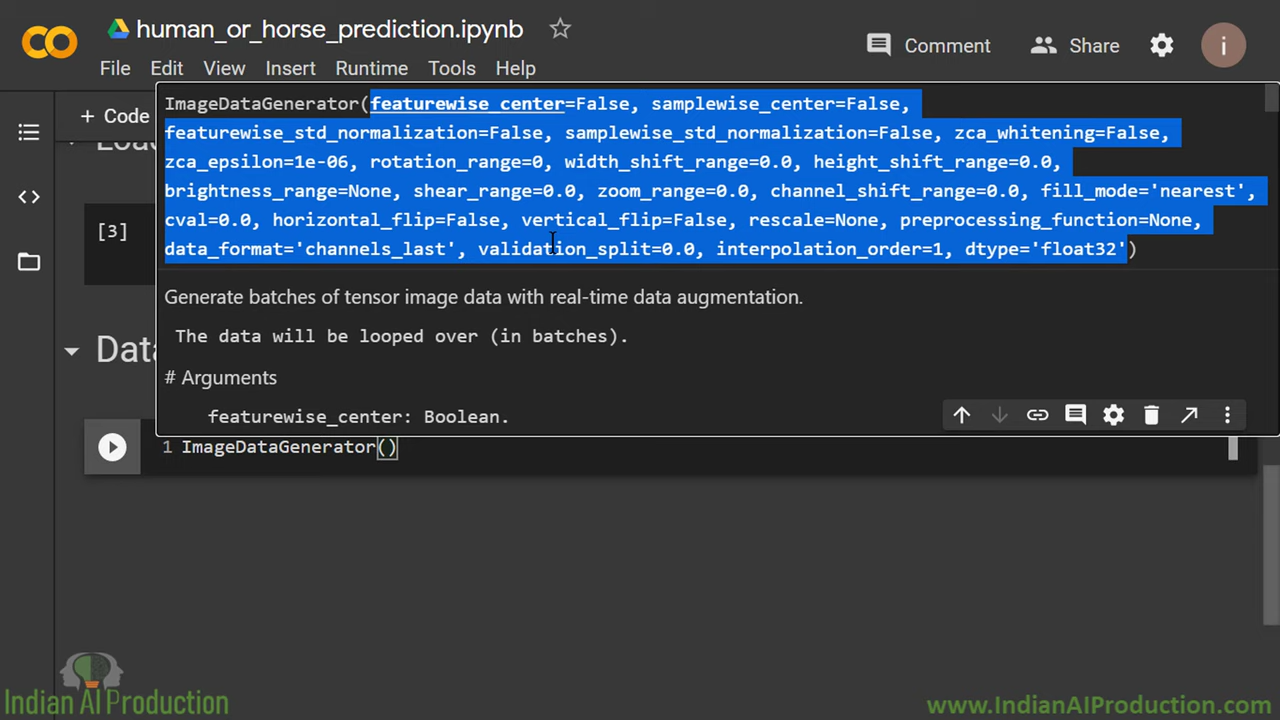 human_or_horse_prediction.ipynb
Comment
Share
i
File Edit View Insert Runtime Tools Help
+ Code
ImageDataGenerator(featurewise_center=False, samplewise_center=False,
featurewise_std_normalization=False, samplewise_std_normalization=False, zca_whitening=False,
zca_epsilon=1e-06, rotation_range=0, width_shift_range=0.0, height_shift_range=0.0,
brightness_range=None, shear_range=0.0, zoom_range=0.0, channel_shift_range=0.0, fill_mode='nearest',
cval=0.0, horizontal_flip=False, vertical_flip=False, rescale=None, preprocessing_function=None,
data_format='channels_last', validation_split=0.0, interpolation_order=1, dtype='float32')
[3]
Generate batches of tensor image data with real-time data augmentation.
The data will be looped over (in batches).
Data
# Arguments
featurewise_center: Boolean.
1 ImageDataGenerator()
Indian AI Production
www.IndianAIProduction.com